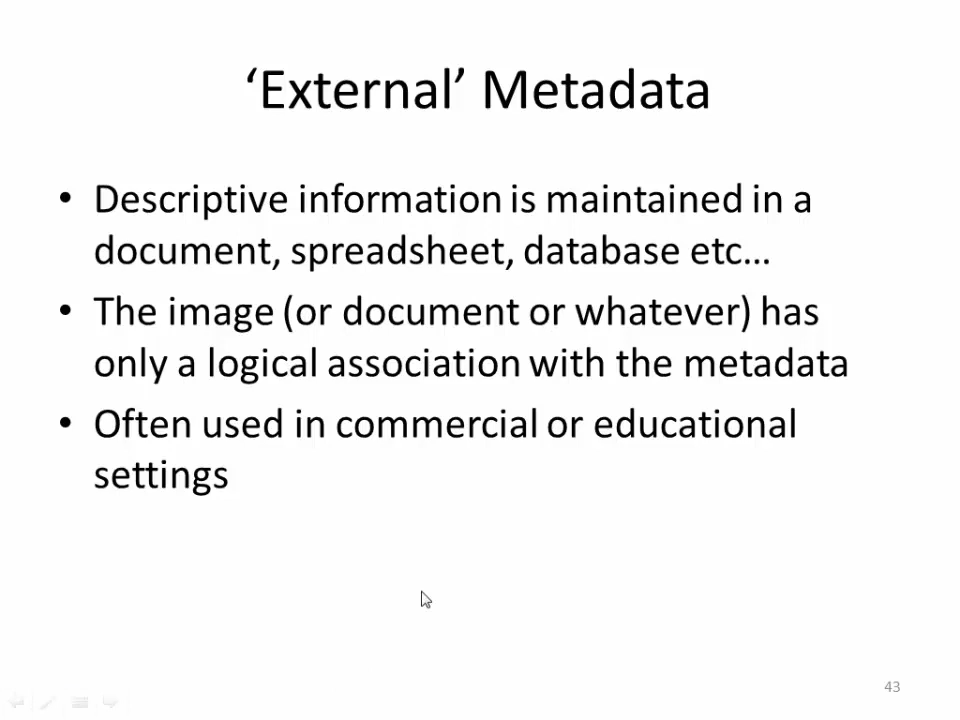 ‘External’ Metadata
• Descriptive information is maintained in a
document, spreadsheet, database etc…
• The image (or document or whatever) has
only a logical association with the metadata
• Often used in commercial or educational
settings
43